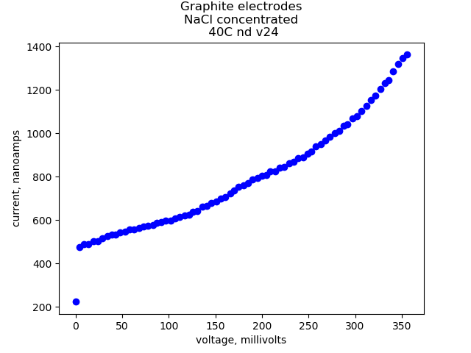 Graphite electrodes
NaCl concentrated
40C nd v24
1400
1200
1000
800
600
400
200
current, nanoamps
0 50 100 150 200 250 300 350
voltage, millivolts